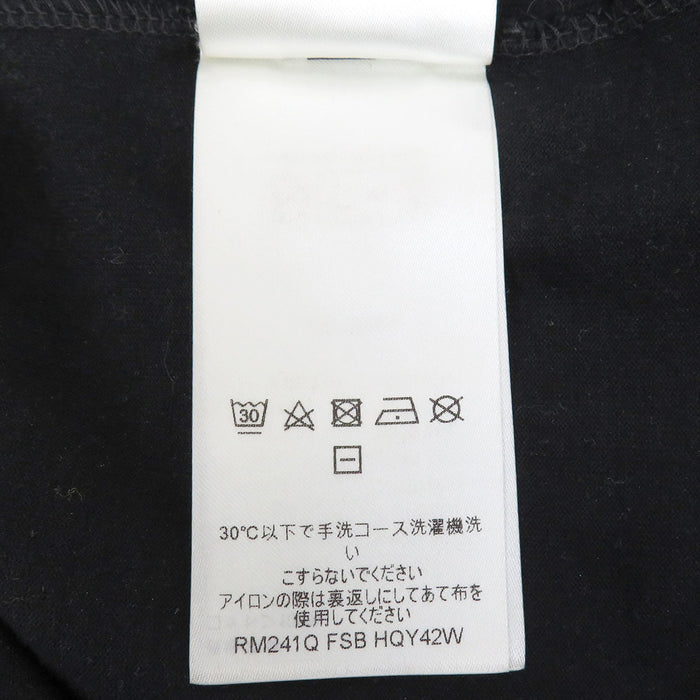 30
30℃以下で手洗コース洗濯機洗
い
こすらないでください
アイロンの際は裏返しにしてあて布を
使用してください
RM241Q FSB HQY42W